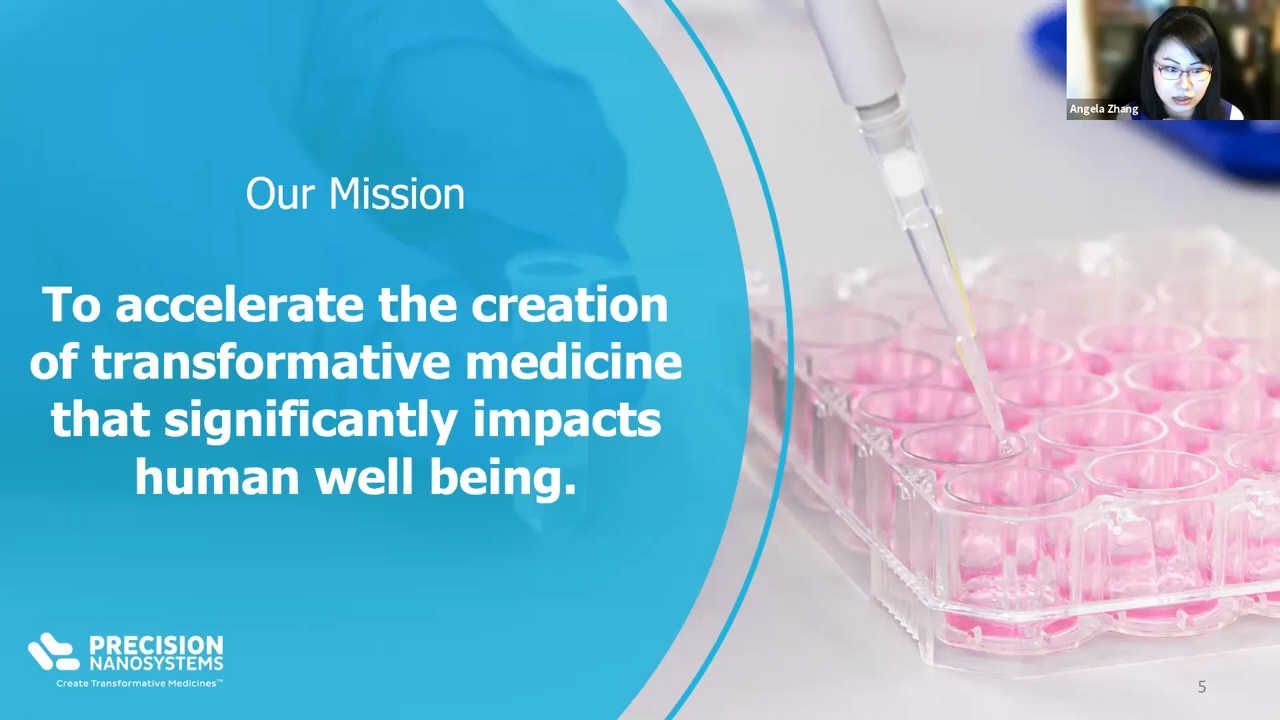 Angela Zhang
Our Mission
To accelerate the creation
of transformative medicine
that significantly impacts
human well being.
PRECISION
NANOSYSTEMS
Create Transformative Medicines™
5